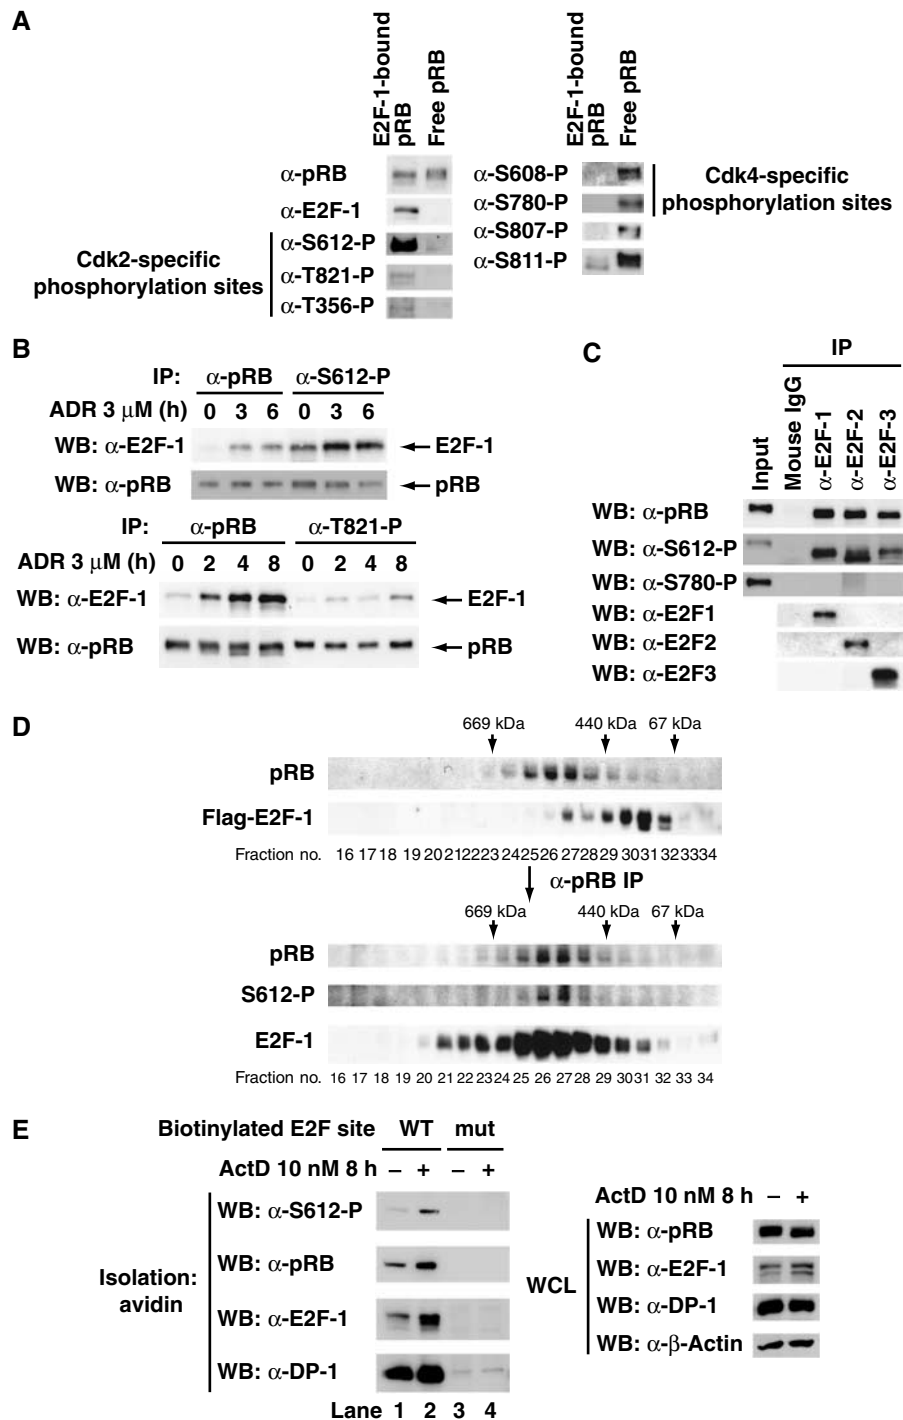 A
E2F-1-bound
pRB
Free pRB
α-pRB
α-E2F-1
α-S612-P
α-T821-P
α-T356-P
Cdk2-specific
phosphorylation sites
E2F-1-bound
pRB
Free pRB
α-S608-P
α-S780-P
α-S807-P
α-S811-P
Cdk4-specific
phosphorylation sites
B
IP: α-pRB α-S612-P
ADR 3 μM (h) 0 3 6 0 3 6
WB: α-E2F-1 E2F-1
WB: α-pRB pRB
IP: α-pRB α-T821-P
ADR 3 μM (h) 0 2 4 8 0 2 4 8
WB: α-E2F-1 E2F-1
WB: α-pRB pRB
C
IP
Input
Mouse IgG
α-E2F-1
α-E2F-2
α-E2F-3
WB: α-pRB
WB: α-S612-P
WB: α-S780-P
WB: α-E2F1
WB: α-E2F2
WB: α-E2F3
D
669 kDa 440 kDa 67 kDa
pRB
Flag-E2F-1
Fraction no. 16 17 18 19 20 21 22 23 24 25 26 27 28 29 30 31 32 33 34
α-pRB IP
669 kDa 440 kDa 67 kDa
pRB
S612-P
E2F-1
Fraction no. 16 17 18 19 20 21 22 23 24 25 26 27 28 29 30 31 32 33 34
E
Biotinylated E2F site WT mut
ActD 10 nM 8 h – + – +
Isolation:
avidin
WB: α-S612-P
WB: α-pRB
WB: α-E2F-1
WB: α-DP-1
Lane 1 2 3 4
ActD 10 nM 8 h – +
WCL
WB: α-pRB
WB: α-E2F-1
WB: α-DP-1
WB: α-β-Actin